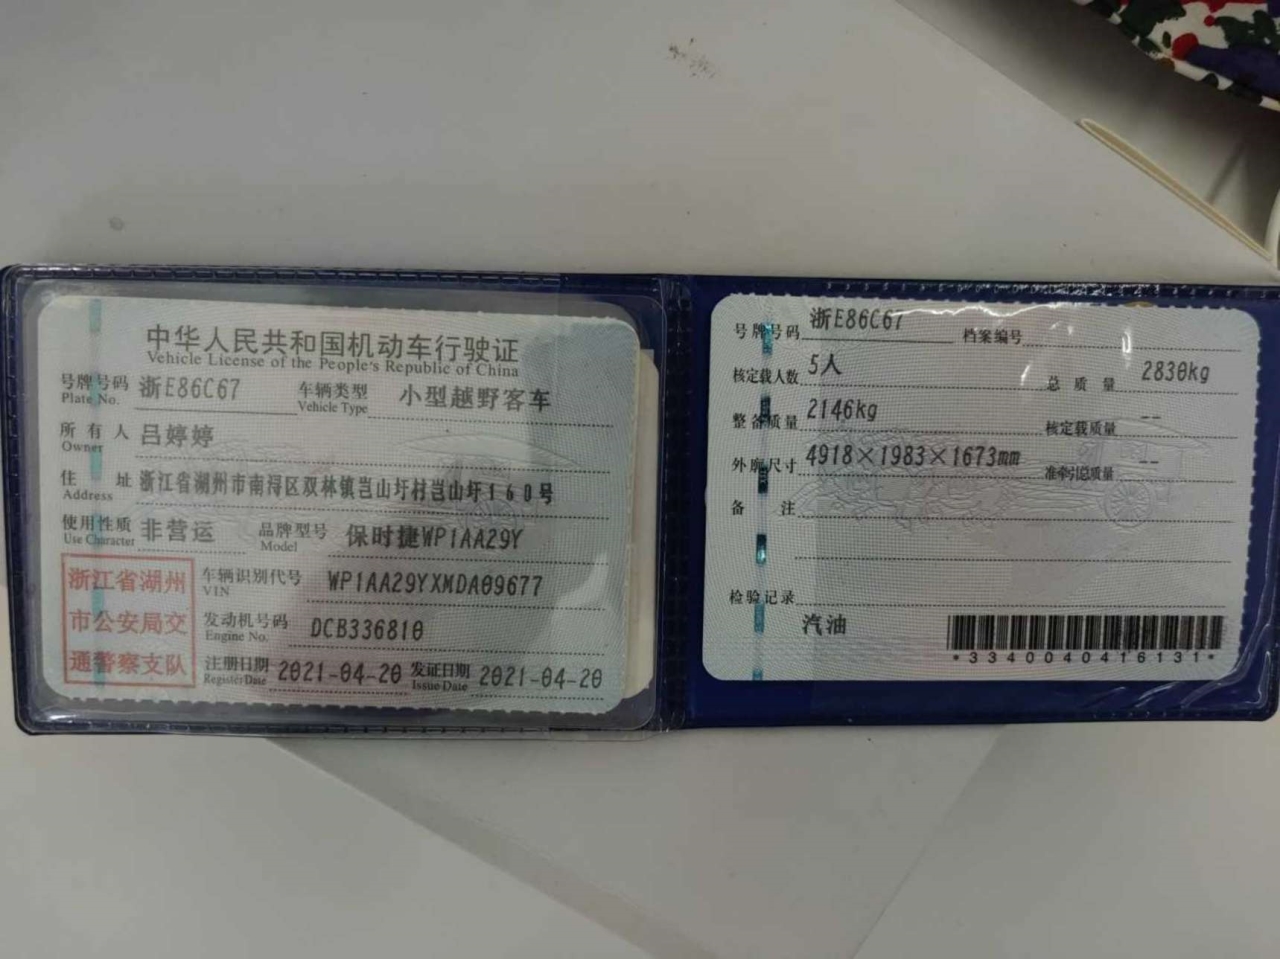 中华人民共和国机动车行驶证
Vehicle License of the People's Republic of China
号牌号码 浙E86C67 车辆类型 小型越野客车
Plate No. Vehicle Type
所有人 吕婷婷
Owner
住址 浙江省湖州市南浔区双林镇岂山圩村岂山圩160号
Address
使用性质 非营运 品牌型号 保时捷WP1AA29Y
Use Character Model
浙江省湖州
市公安局交
通警察支队
车辆识别代号 WP1AA29YXMDA09677
VIN
发动机号码 DCB336810
Engine No.
注册日期 2021-04-20 发证日期 2021-04-20
Register Date Issue Date
号牌号码 浙E86C67 档案编号
核定载人数 5人 总质量 2830kg
整备质量 2146kg 核定载质量 --
外廓尺寸 4918×1983×1673mm 准牵引总质量 --
备注
检验记录
汽油
*3340040416131*